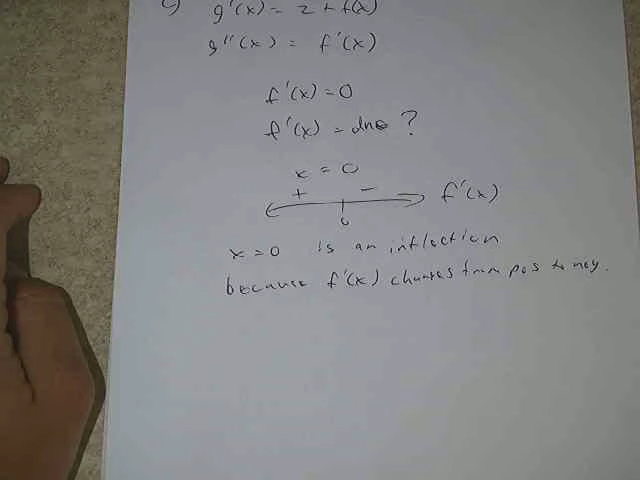 c) g'(x) = 2 + f(x)
g''(x) = f'(x)
f'(x) = 0
f'(x) = dne ?
x = 0
+ - f'(x)
0
x = 0 is an inflection
because f'(x) changes from pos to neg.